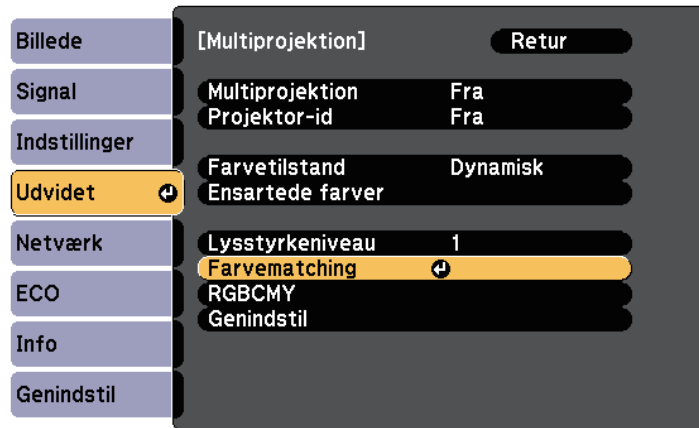 Billede
Signal
Indstillinger
Udvidet
Netværk
ECO
Info
Genindstil
[Multiprojektion] Retur
Multiprojektion Fra
Projektor-id Fra
Farvetilstand Dynamisk
Ensartede farver
Lysstyrkeniveau 1
Farvematching
RGBCMY
Genindstil